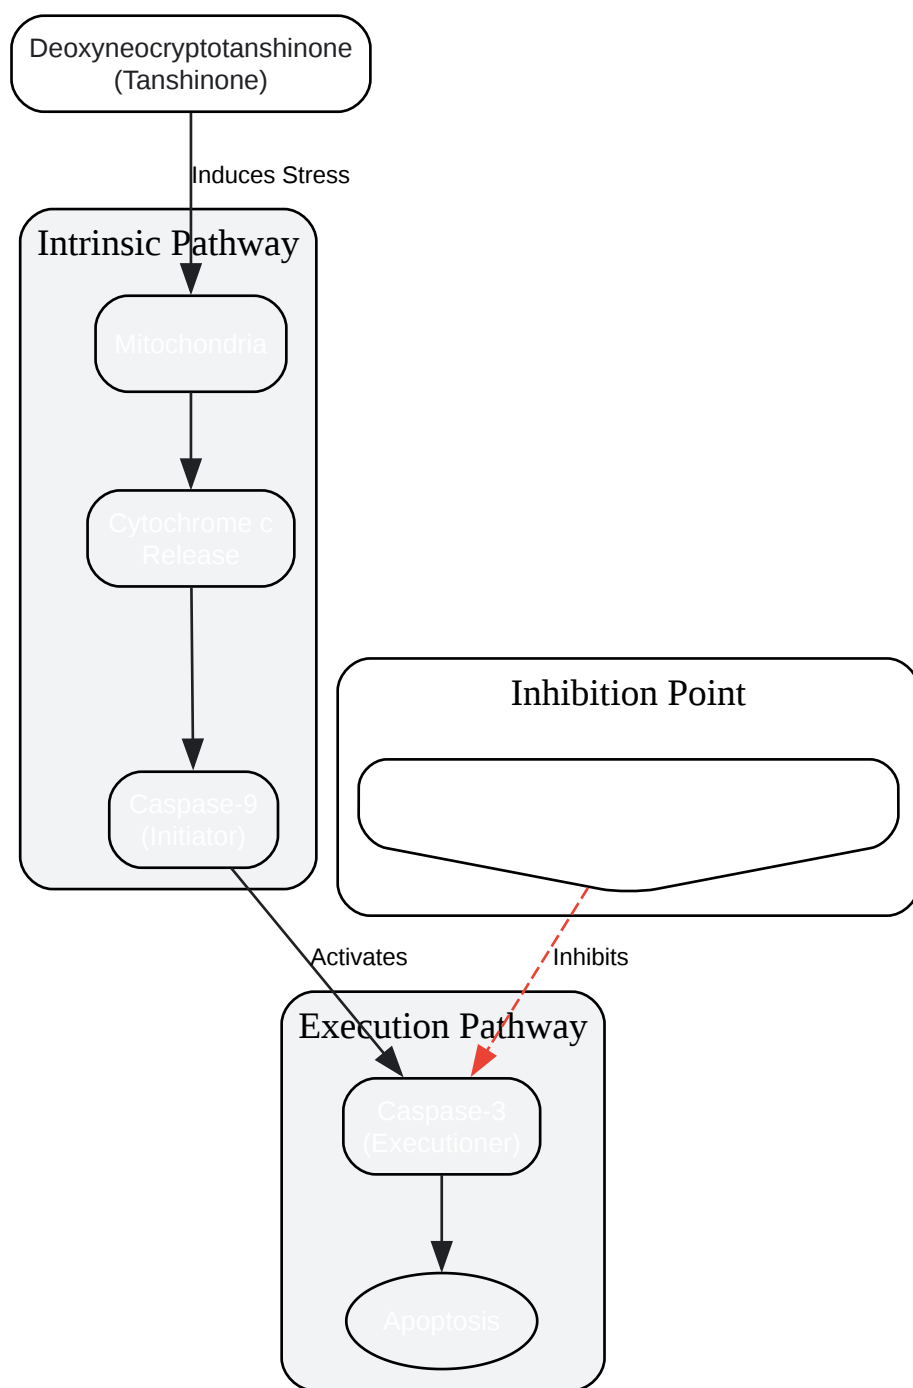 Deoxyneocryptotanshinone
(Tanshinone)
Induces Stress
Intrinsic Pathway
Mitochondria
Cytochrome c
Release
Inhibition Point
Caspase-9
(Initiator)
Activates
Inhibits
Execution Pathway
Caspase-3
(Executioner)
Apoptosis